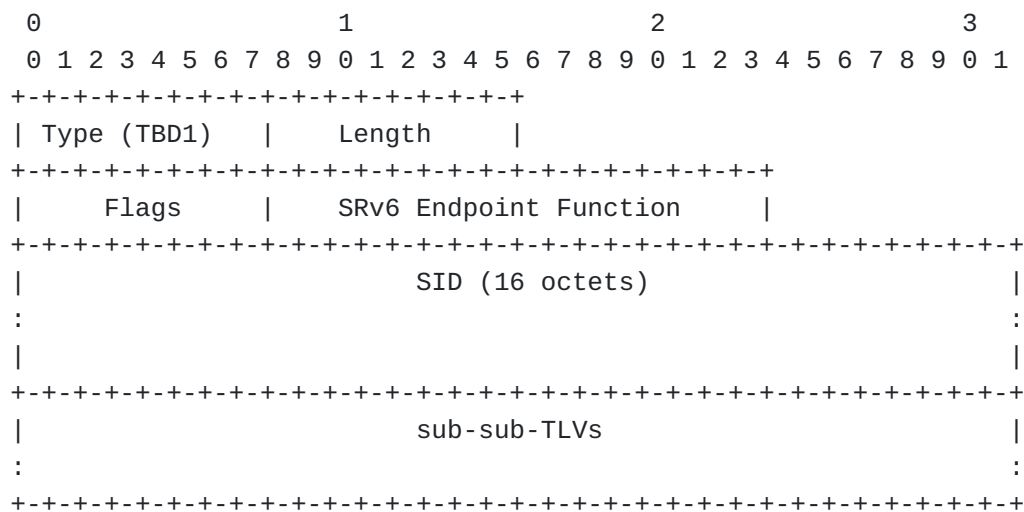 0                   1                   2                   3
 0 1 2 3 4 5 6 7 8 9 0 1 2 3 4 5 6 7 8 9 0 1 2 3 4 5 6 7 8 9 0 1
+-+-+-+-+-+-+-+-+-+-+-+-+-+-+-+-+
| Type (TBD1)   |    Length     |
+-+-+-+-+-+-+-+-+-+-+-+-+-+-+-+-+-+-+-+-+-+-+-+-+
|     Flags     |    SRv6 Endpoint Function     |
+-+-+-+-+-+-+-+-+-+-+-+-+-+-+-+-+-+-+-+-+-+-+-+-+-+-+-+-+-+-+-+-+
|                         SID (16 octets)                       |
:                                                               :
|                                                               |
+-+-+-+-+-+-+-+-+-+-+-+-+-+-+-+-+-+-+-+-+-+-+-+-+-+-+-+-+-+-+-+-+
|                         sub-sub-TLVs                          |
:                                                               :
+-+-+-+-+-+-+-+-+-+-+-+-+-+-+-+-+-+-+-+-+-+-+-+-+-+-+-+-+-+-+-+-+